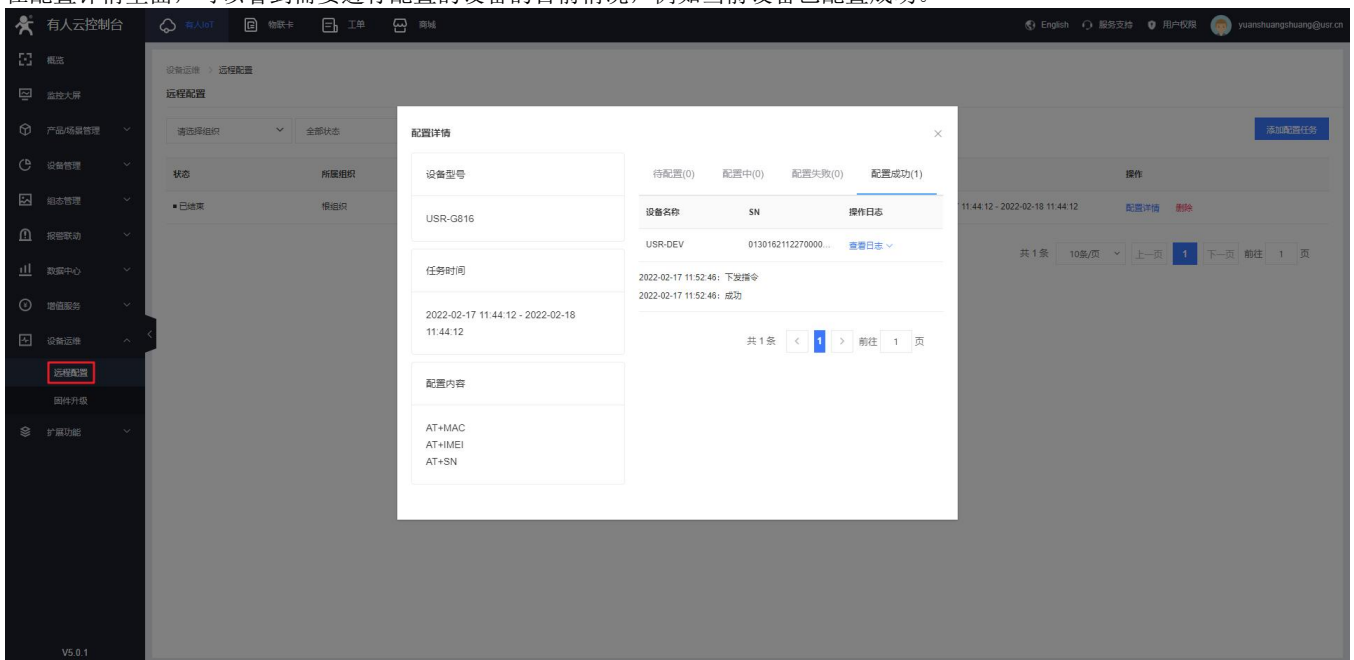 在配置详情里面，可以看到需要进行配置的设备的目前情况，例如当前设备已配置成功。
有人云控制台
有人IoT
物联卡
工单
商城
English
服务支持
用户权限
yuanshuangshuang@usr.cn
概览
监控大屏
产品/场景管理
设备管理
组态管理
报警联动
数据中心
增值服务
设备运维
远程配置
固件升级
扩展功能
V5.0.1
设备运维 > 远程配置
远程配置
请选择组织
全部状态
添加配置任务
状态
所属组织
操作
已结束
根组织
11:44:12 - 2022-02-18 11:44:12
配置详情 删除
共 1 条
10条/页
上一页
1
下一页
前往 1 页
配置详情
设备型号
USR-G816
任务时间
2022-02-17 11:44:12 - 2022-02-18
11:44:12
配置内容
AT+MAC
AT+IMEI
AT+SN
待配置(0)
配置中(0)
配置失败(0)
配置成功(1)
设备名称
SN
操作日志
USR-DEV
0130162112270000...
查看日志
2022-02-17 11:52:46：下发指令
2022-02-17 11:52:46：成功
共 1 条
< 1 >
前往 1 页